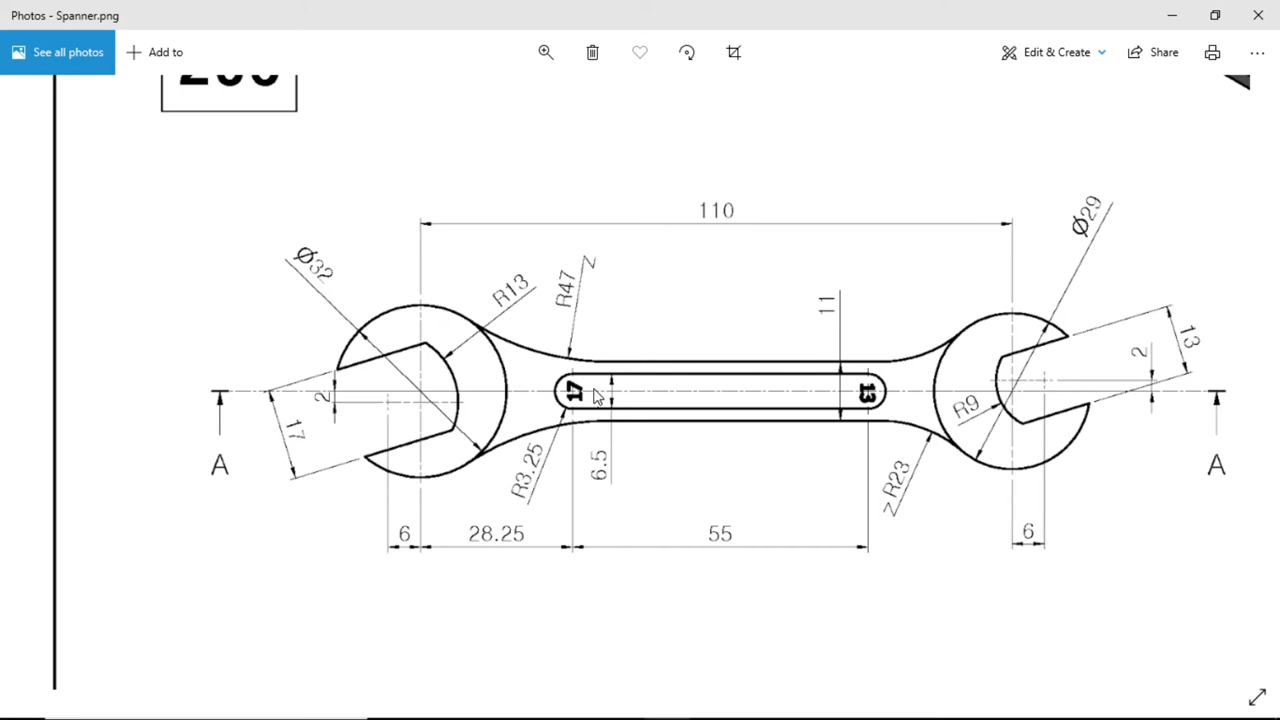 Photos - Spanner.png
See all photos
Add to
Edit & Create
Share
200
110
Ø32
R13
R47
11
Ø29
13
2
2
17
17
13
R9
A
A
R3.25
6.5
R23
6
28.25
55
6